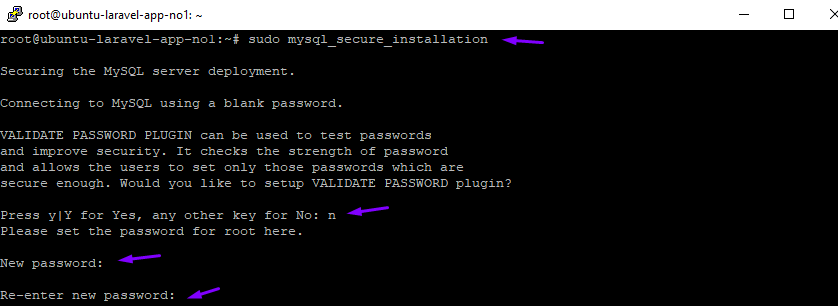 root@ubuntu-laravel-app-no1: ~
root@ubuntu-laravel-app-no1:~# sudo mysql_secure_installation
Securing the MySQL server deployment.
Connecting to MySQL using a blank password.
VALIDATE PASSWORD PLUGIN can be used to test passwords
and improve security. It checks the strength of password
and allows the users to set only those passwords which are
secure enough. Would you like to setup VALIDATE PASSWORD plugin?
Press y|Y for Yes, any other key for No: n
Please set the password for root here.
New password:
Re-enter new password: